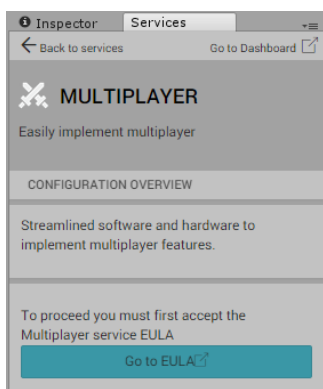 Inspector Services
Back to services Go to Dashboard
MULTIPLAYER
Easily implement multiplayer
CONFIGURATION OVERVIEW
Streamlined software and hardware to
implement multiplayer features.
To proceed you must first accept the
Multiplayer service EULA
Go to EULA